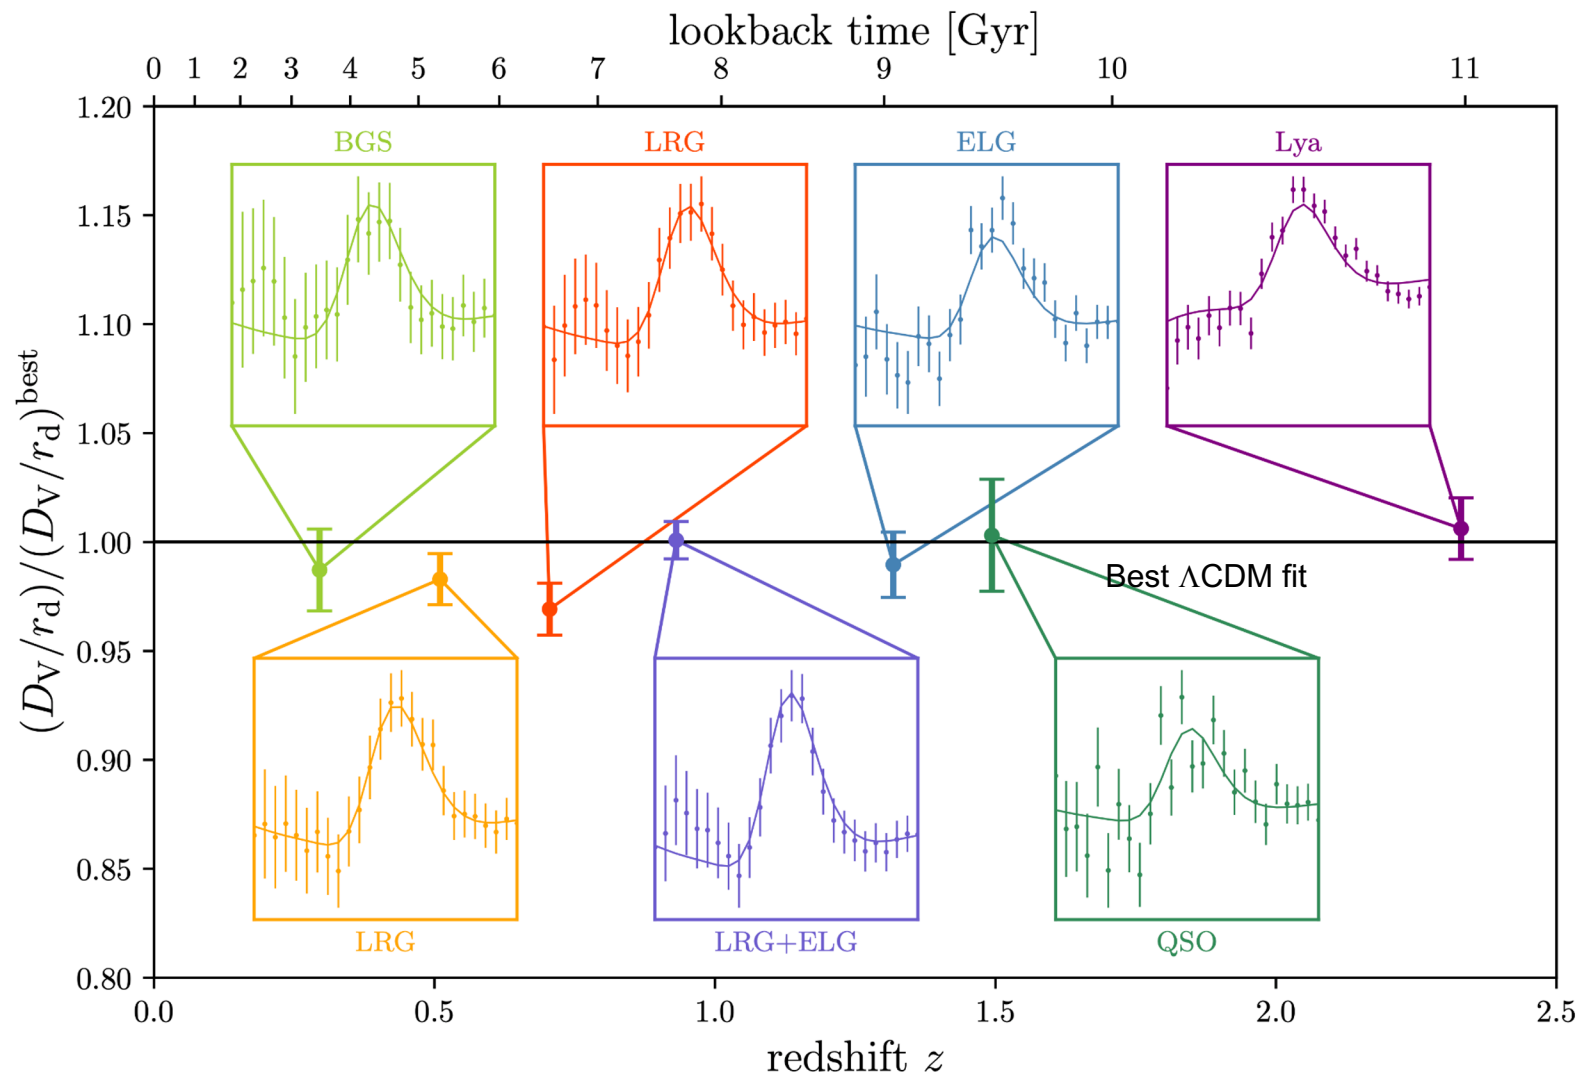 lookback time [Gyr]
0 1 2 3 4 5 6 7 8 9 10 11
1.20
1.15
1.10
1.05
1.00
0.95
0.90
0.85
0.80
(D_V/r_d)/(D_V/r_d)^best
BGS
LRG
ELG
Lya
Best ΛCDM fit
LRG
LRG+ELG
QSO
0.0 0.5 1.0 1.5 2.0 2.5
redshift z